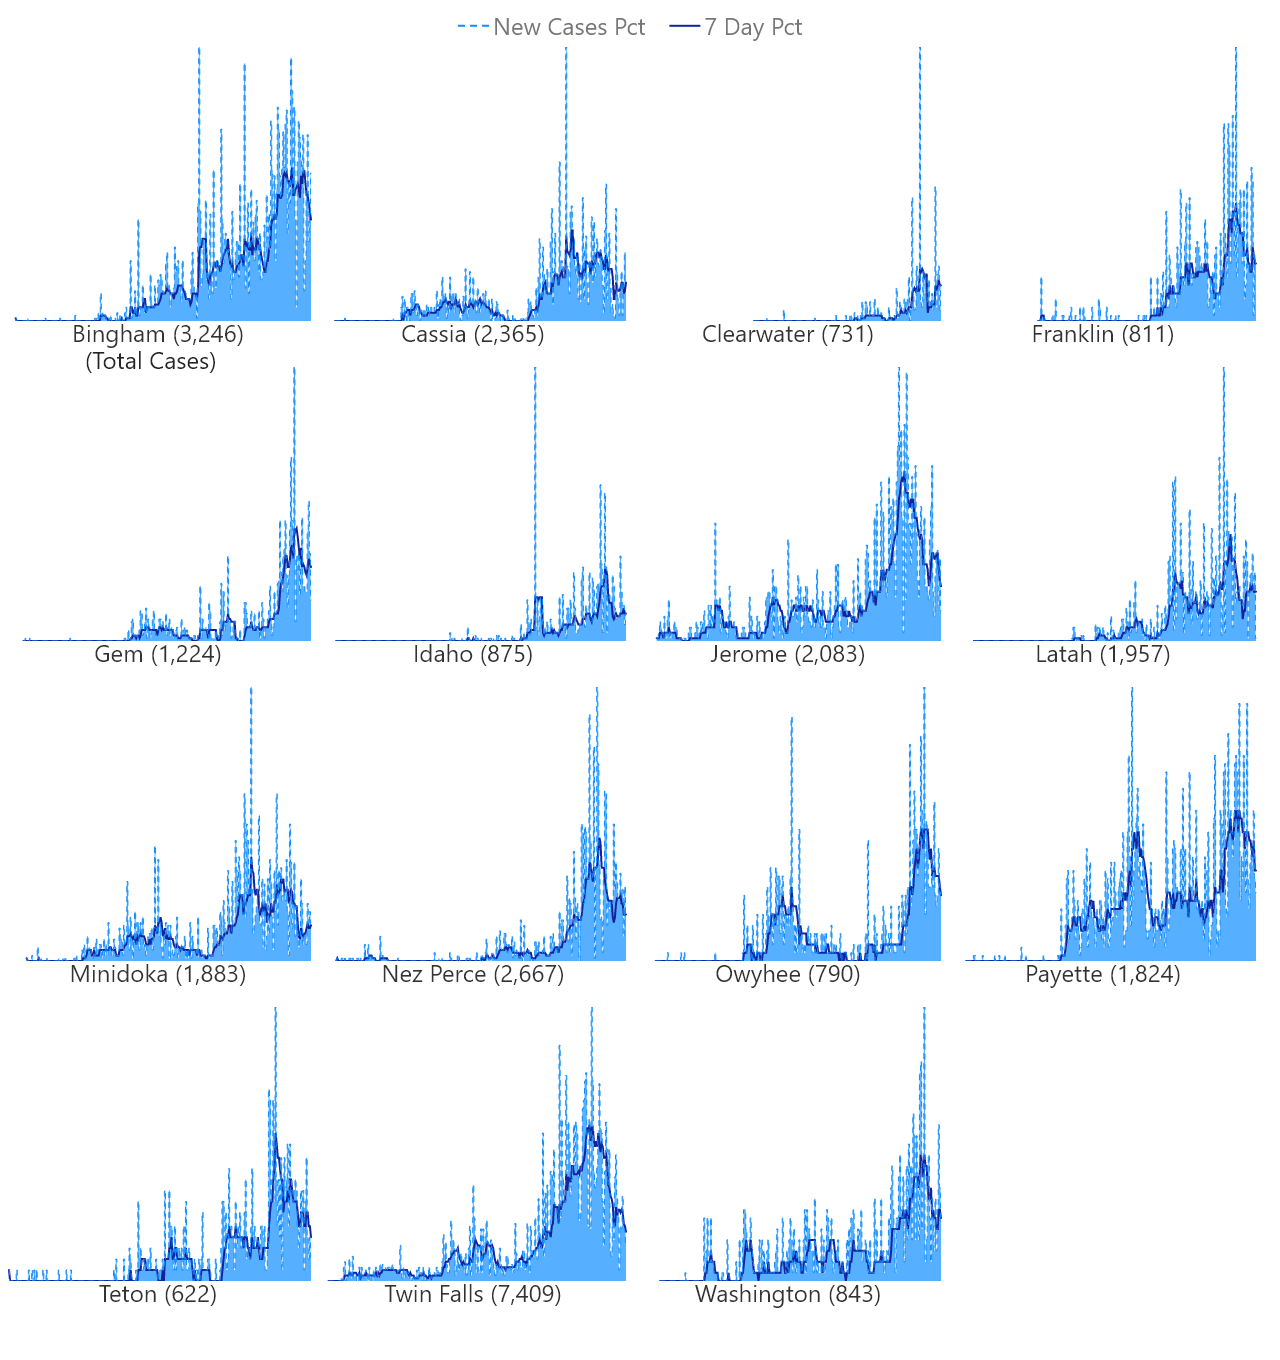 New Cases Pct 7 Day Pct
Bingham (3,246) Cassia (2,365) Clearwater (731) Franklin (811)
(Total Cases)
Gem (1,224) Idaho (875) Jerome (2,083) Latah (1,957)
Minidoka (1,883) Nez Perce (2,667) Owyhee (790) Payette (1,824)
Teton (622) Twin Falls (7,409) Washington (843)